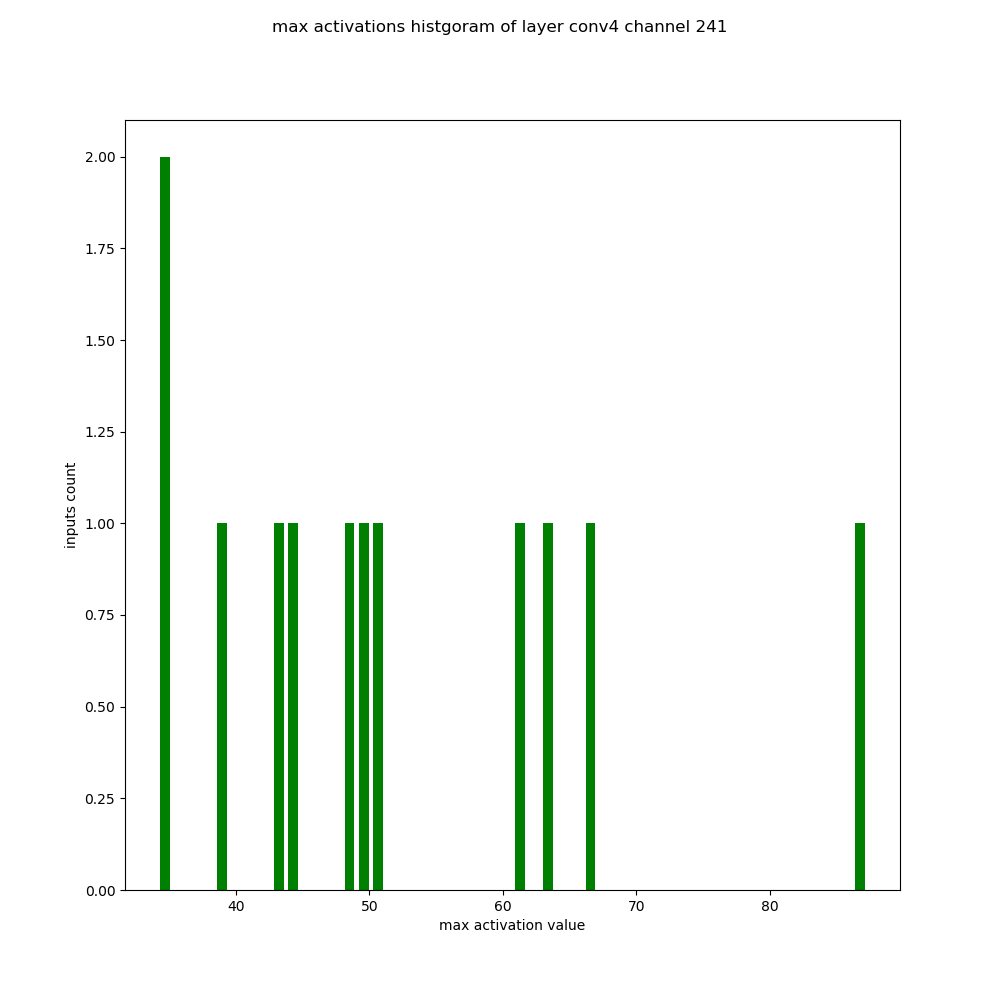 max activations histgoram of layer conv4 channel 241
2.00
1.75
1.50
1.25
1.00
0.75
0.50
0.25
0.00
inputs count
40 50 60 70 80
max activation value